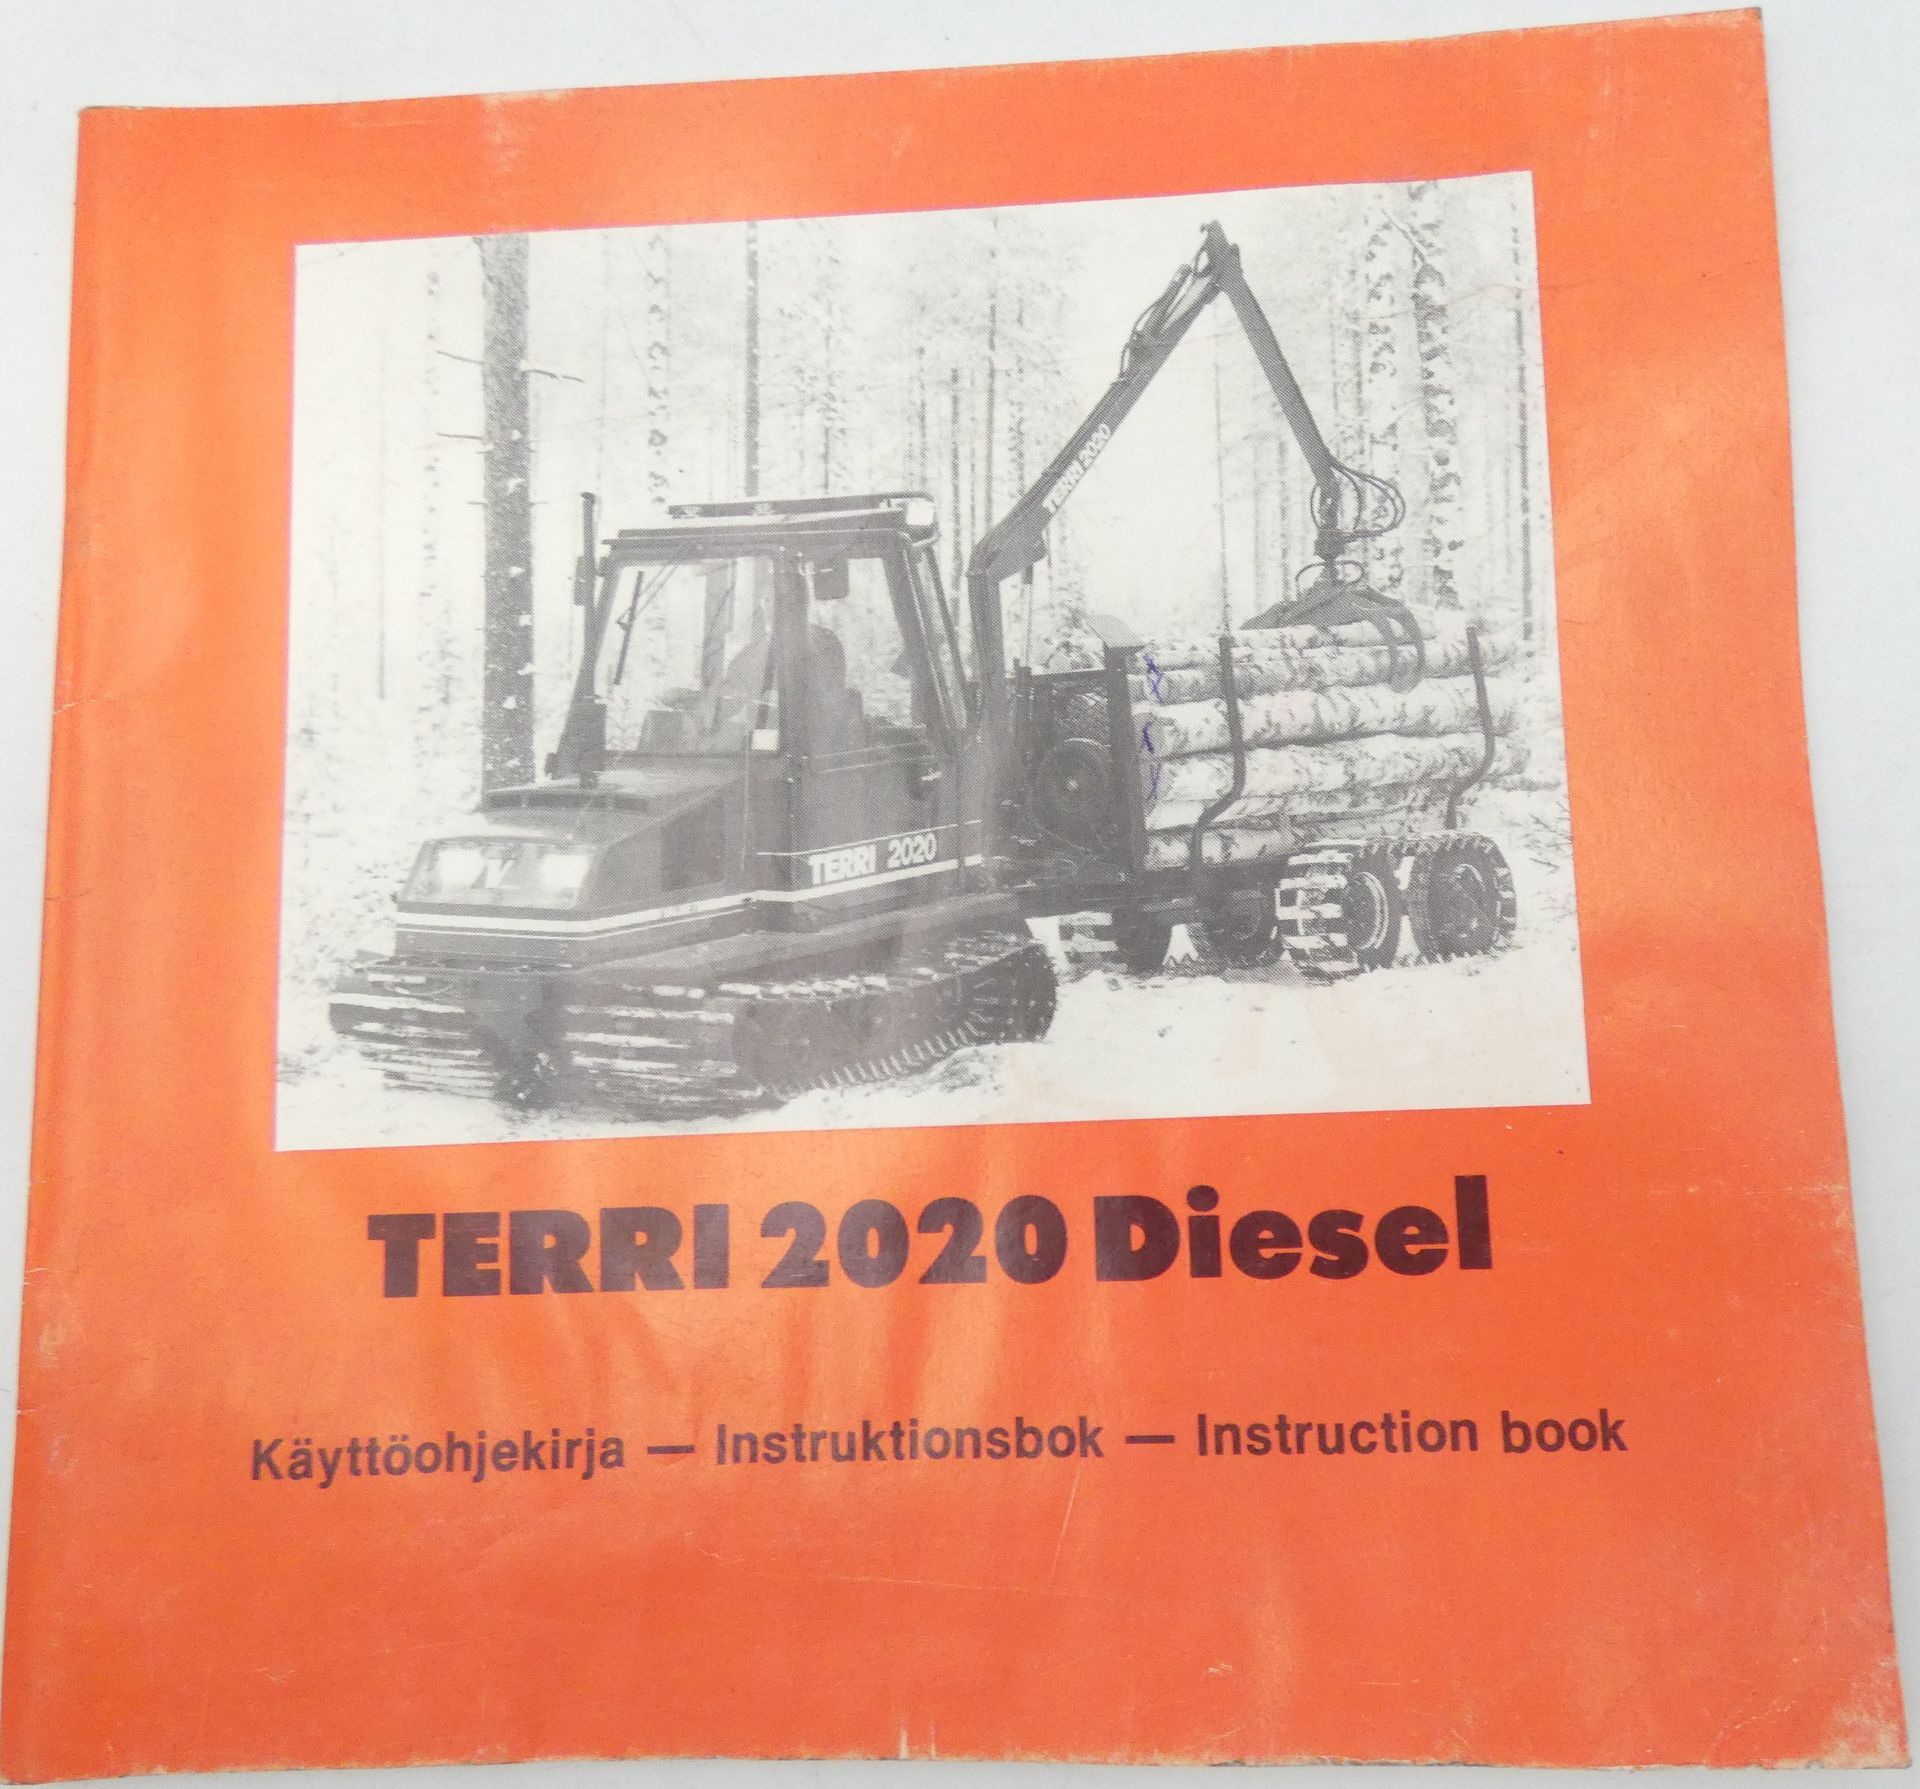 TERRI 2020
TERRI 2020
TERRI 2020 Diesel
Käyttöohjekirja — Instruktionsbok — Instruction book